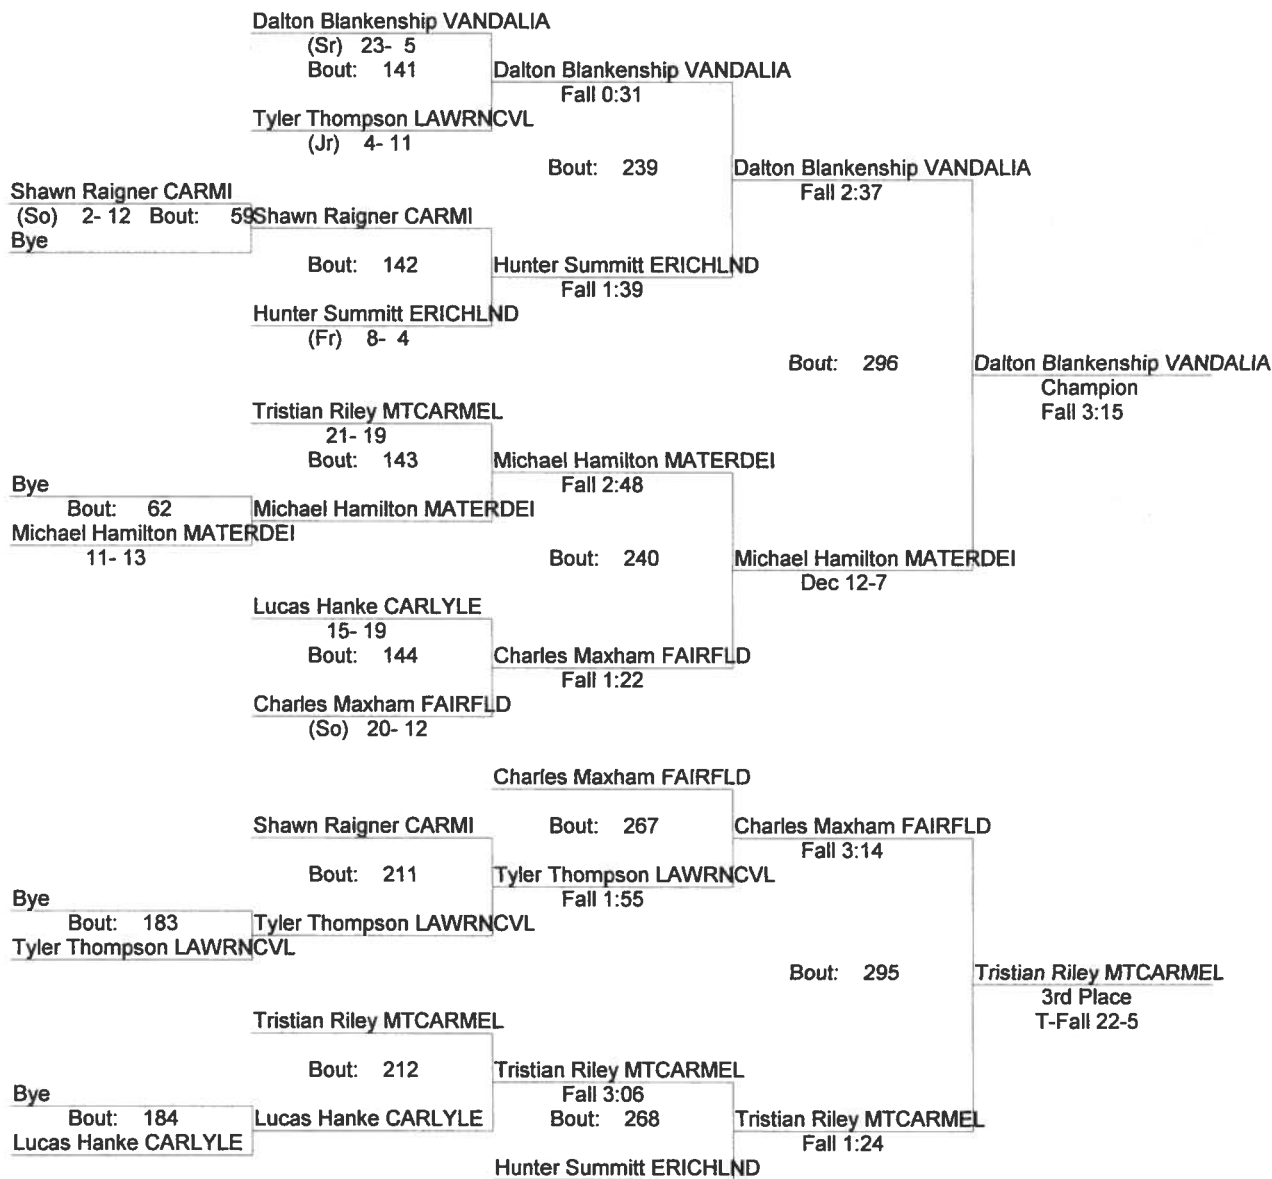 Dalton Blankenship VANDALIA
(Sr) 23- 5
Bout: 141
Dalton Blankenship VANDALIA
Fall 0:31
Tyler Thompson LAWRNCVL
(Jr) 4- 11
Bout: 239
Dalton Blankenship VANDALIA
Fall 2:37
Shawn Raigner CARMI
(So) 2- 12 Bout: 59
Shawn Raigner CARMI
Bye
Bout: 142
Hunter Summitt ERICHLND
Fall 1:39
Hunter Summitt ERICHLND
(Fr) 8- 4
Bout: 296
Dalton Blankenship VANDALIA
Champion
Fall 3:15
Tristian Riley MTCARMEL
21- 19
Bout: 143
Michael Hamilton MATERDEI
Fall 2:48
Bye
Bout: 62
Michael Hamilton MATERDEI
Michael Hamilton MATERDEI
11- 13
Bout: 240
Michael Hamilton MATERDEI
Dec 12-7
Lucas Hanke CARLYLE
15- 19
Bout: 144
Charles Maxham FAIRFLD
Fall 1:22
Charles Maxham FAIRFLD
(So) 20- 12
Charles Maxham FAIRFLD
Shawn Raigner CARMI
Bout: 267
Charles Maxham FAIRFLD
Fall 3:14
Bout: 211
Tyler Thompson LAWRNCVL
Fall 1:55
Bye
Bout: 183
Tyler Thompson LAWRNCVL
Tyler Thompson LAWRNCVL
Bout: 295
Tristian Riley MTCARMEL
3rd Place
T-Fall 22-5
Tristian Riley MTCARMEL
Bout: 212
Tristian Riley MTCARMEL
Fall 3:06
Bye
Bout: 184
Lucas Hanke CARLYLE
Bout: 268
Tristian Riley MTCARMEL
Fall 1:24
Lucas Hanke CARLYLE
Hunter Summitt ERICHLND